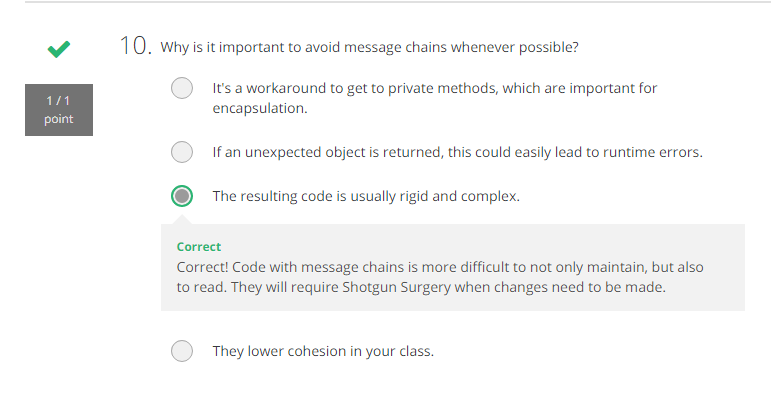 10. Why is it important to avoid message chains whenever possible?
1 / 1
point
It's a workaround to get to private methods, which are important for
encapsulation.
If an unexpected object is returned, this could easily lead to runtime errors.
The resulting code is usually rigid and complex.
Correct
Correct! Code with message chains is more difficult to not only maintain, but also
to read. They will require Shotgun Surgery when changes need to be made.
They lower cohesion in your class.